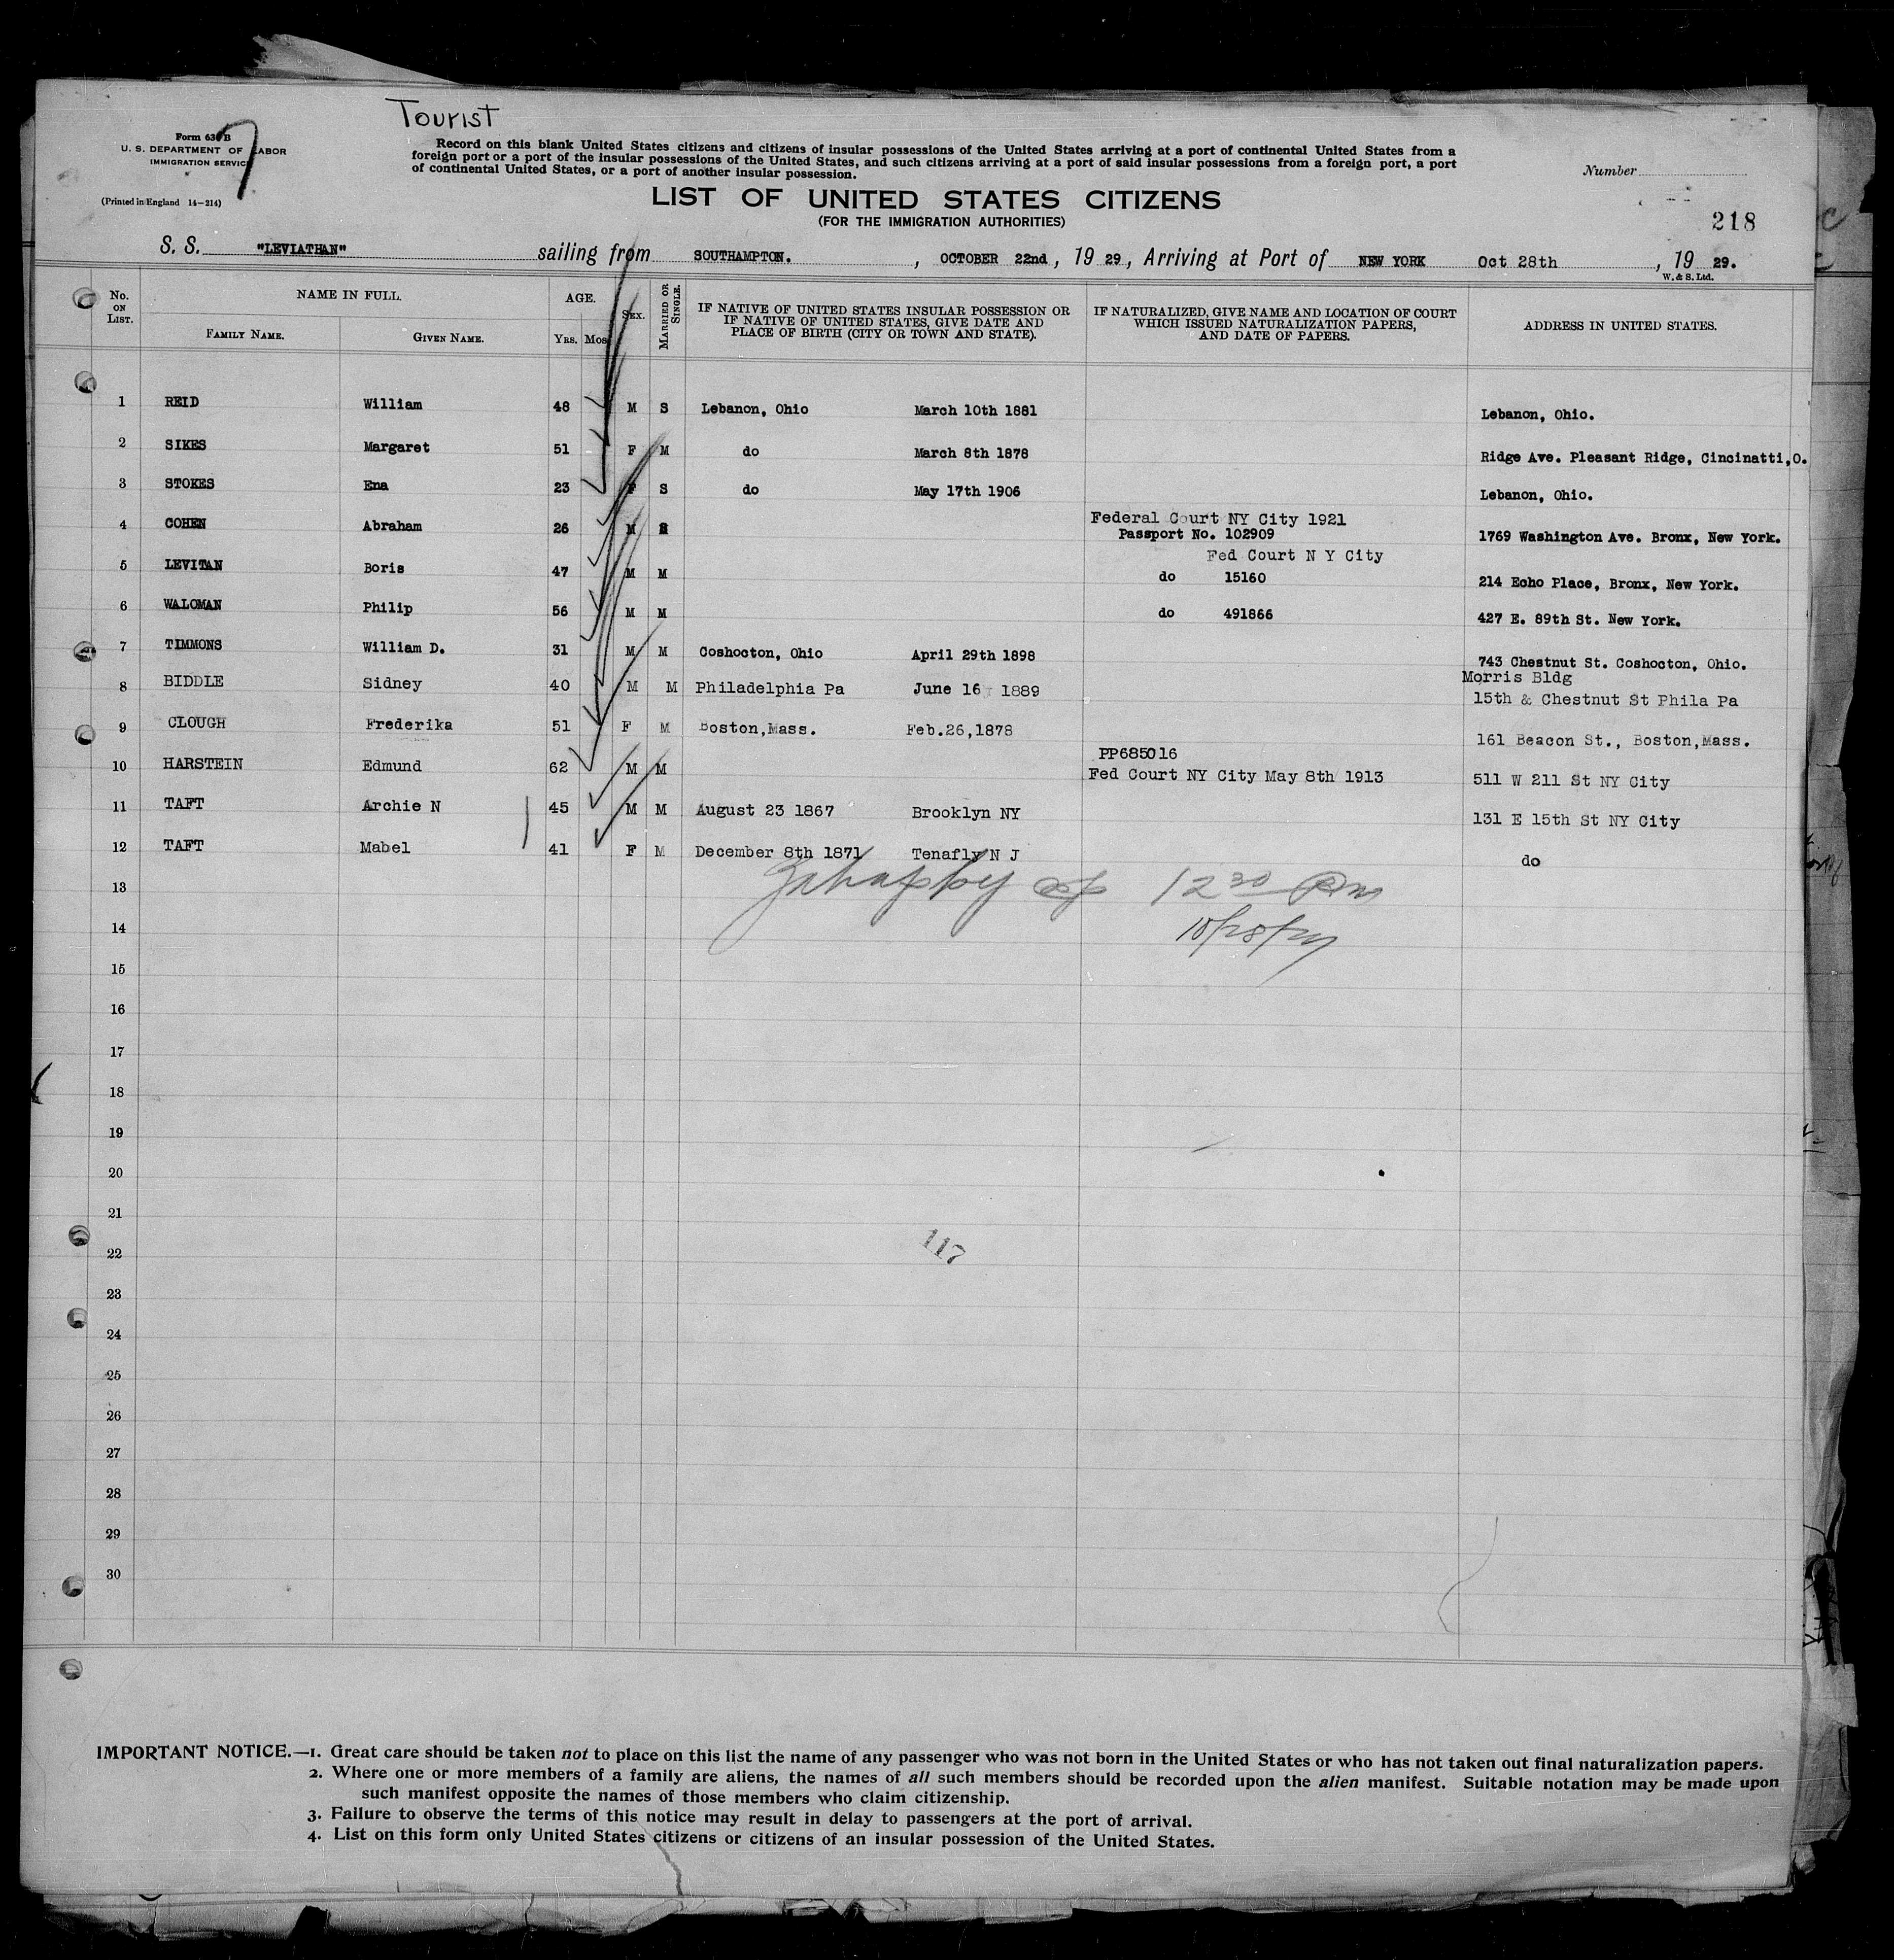 Tourist
Form 630 B
U. S. DEPARTMENT OF LABOR
IMMIGRATION SERVICE
(Printed in England 14—214)
7
Record on this blank United States citizens and citizens of insular possessions of the United States arriving at a port of continental United States from a
foreign port or a port of the insular possessions of the United States, and such citizens arriving at a port of said insular possessions from a foreign port, a port
of continental United States, or a port of another insular possession.
Number
LIST OF UNITED STATES CITIZENS
(FOR THE IMMIGRATION AUTHORITIES)
218
S. S. "LEVIATHAN" sailing from SOUTHAMPTON. , OCTOBER 22nd , 19 29 , Arriving at Port of NEW YORK Oct 28th , 19 29.
W. & S. Ltd.
No. ON LIST. NAME IN FULL. AGE. SEX. MARRIED OR SINGLE. IF NATIVE OF UNITED STATES INSULAR POSSESSION OR IF NATIVE OF UNITED STATES, GIVE DATE AND PLACE OF BIRTH (CITY OR TOWN AND STATE). IF NATURALIZED, GIVE NAME AND LOCATION OF COURT WHICH ISSUED NATURALIZATION PAPERS, AND DATE OF PAPERS. ADDRESS IN UNITED STATES.
FAMILY NAME. GIVEN NAME. YRS. MOS
1 REID William 48 M S Lebanon, Ohio March 10th 1881 Lebanon, Ohio.
2 SIKES Margaret 51 F M do March 8th 1878 Ridge Ave. Pleasant Ridge, Cincinatti,O.
3 STOKES Ena 23 F S do May 17th 1906 Lebanon, Ohio.
Federal Court NY City 1921
4 COHEN Abraham 26 M S Passport No. 102909 1769 Washington Ave. Bronx, New York.
Fed Court N Y City
5 LEVITAN Boris 47 M M do 15160 214 Echo Place, Bronx, New York.
6 WALOMAN Philip 56 M M do 491866 427 E. 89th St. New York.
7 TIMMONS William D. 31 M M Coshocton, Ohio April 29th 1898 743 Chestnut St. Coshocton, Ohio.
Morris Bldg
8 BIDDLE Sidney 40 M M Philadelphia Pa June 16 1889 15th & Chestnut St Phila Pa
9 CLOUGH Frederika 51 F M Boston,Mass. Feb.26,1878 161 Beacon St., Boston,Mass.
PP685016
10 HARSTEIN Edmund 62 M M Fed Court NY City May 8th 1913 511 W 211 St NY City
11 TAFT Archie N 45 M M August 23 1867 Brooklyn NY 131 E 15th St NY City
12 TAFT Mabel 41 F M December 8th 1871 Tenafly N J do
13 12 30 Pm
14 10/28/29
15
16
17
18
19
20
21
22 117
23
24
25
26
27
28
29
30
IMPORTANT NOTICE.—1. Great care should be taken not to place on this list the name of any passenger who was not born in the United States or who has not taken out final naturalization papers.
2. Where one or more members of a family are aliens, the names of all such members should be recorded upon the alien manifest. Suitable notation may be made upon
such manifest opposite the names of those members who claim citizenship.
3. Failure to observe the terms of this notice may result in delay to passengers at the port of arrival.
4. List on this form only United States citizens or citizens of an insular possession of the United States.